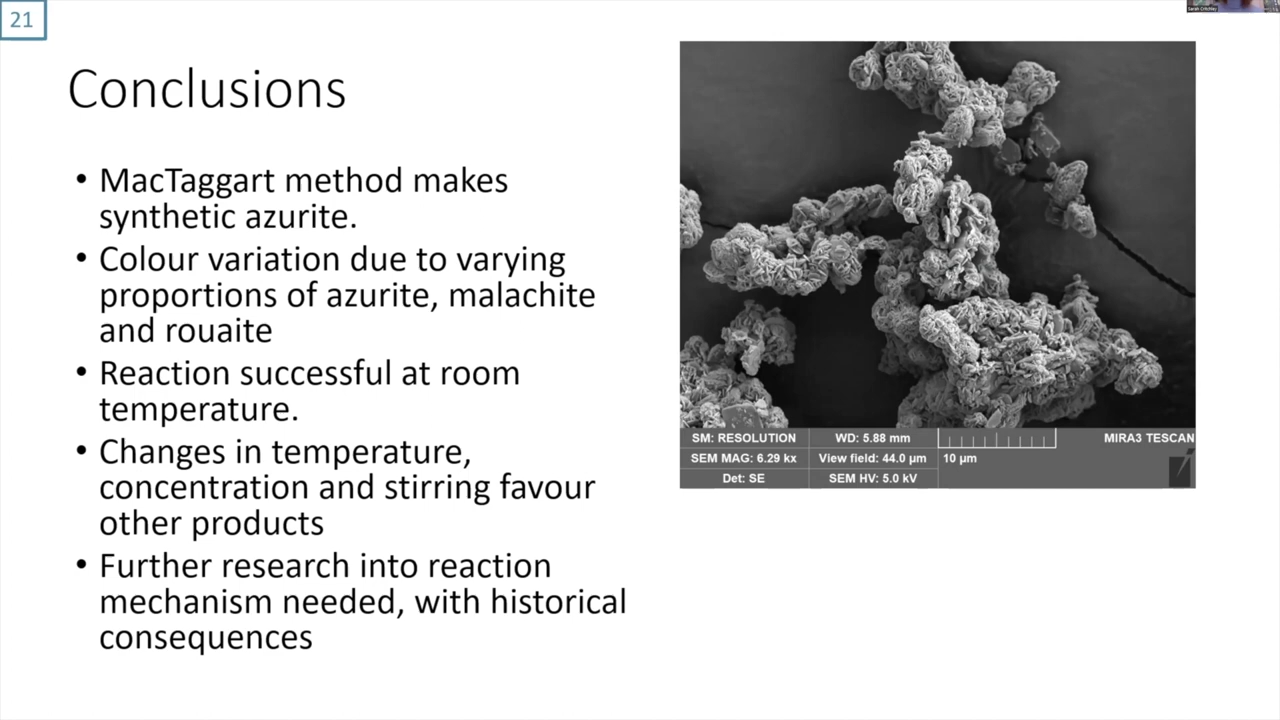 21
Sarah Critchley
Conclusions
• MacTaggart method makes
synthetic azurite.
• Colour variation due to varying
proportions of azurite, malachite
and rouaite
• Reaction successful at room
temperature.
• Changes in temperature,
concentration and stirring favour
other products
• Further research into reaction
mechanism needed, with historical
consequences
SM: RESOLUTION WD: 5.88 mm MIRA3 TESCAN
SEM MAG: 6.29 kx View field: 44.0 µm 10 µm
Det: SE SEM HV: 5.0 kV